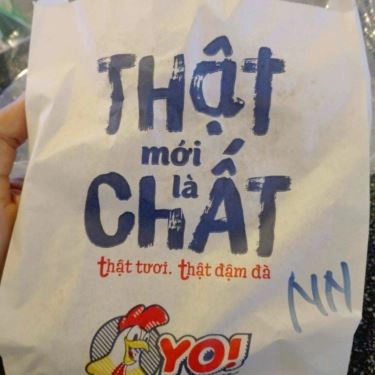 THẬT
mới
là
CHẤT
thật tươi. thật đậm đà
NN
YO!